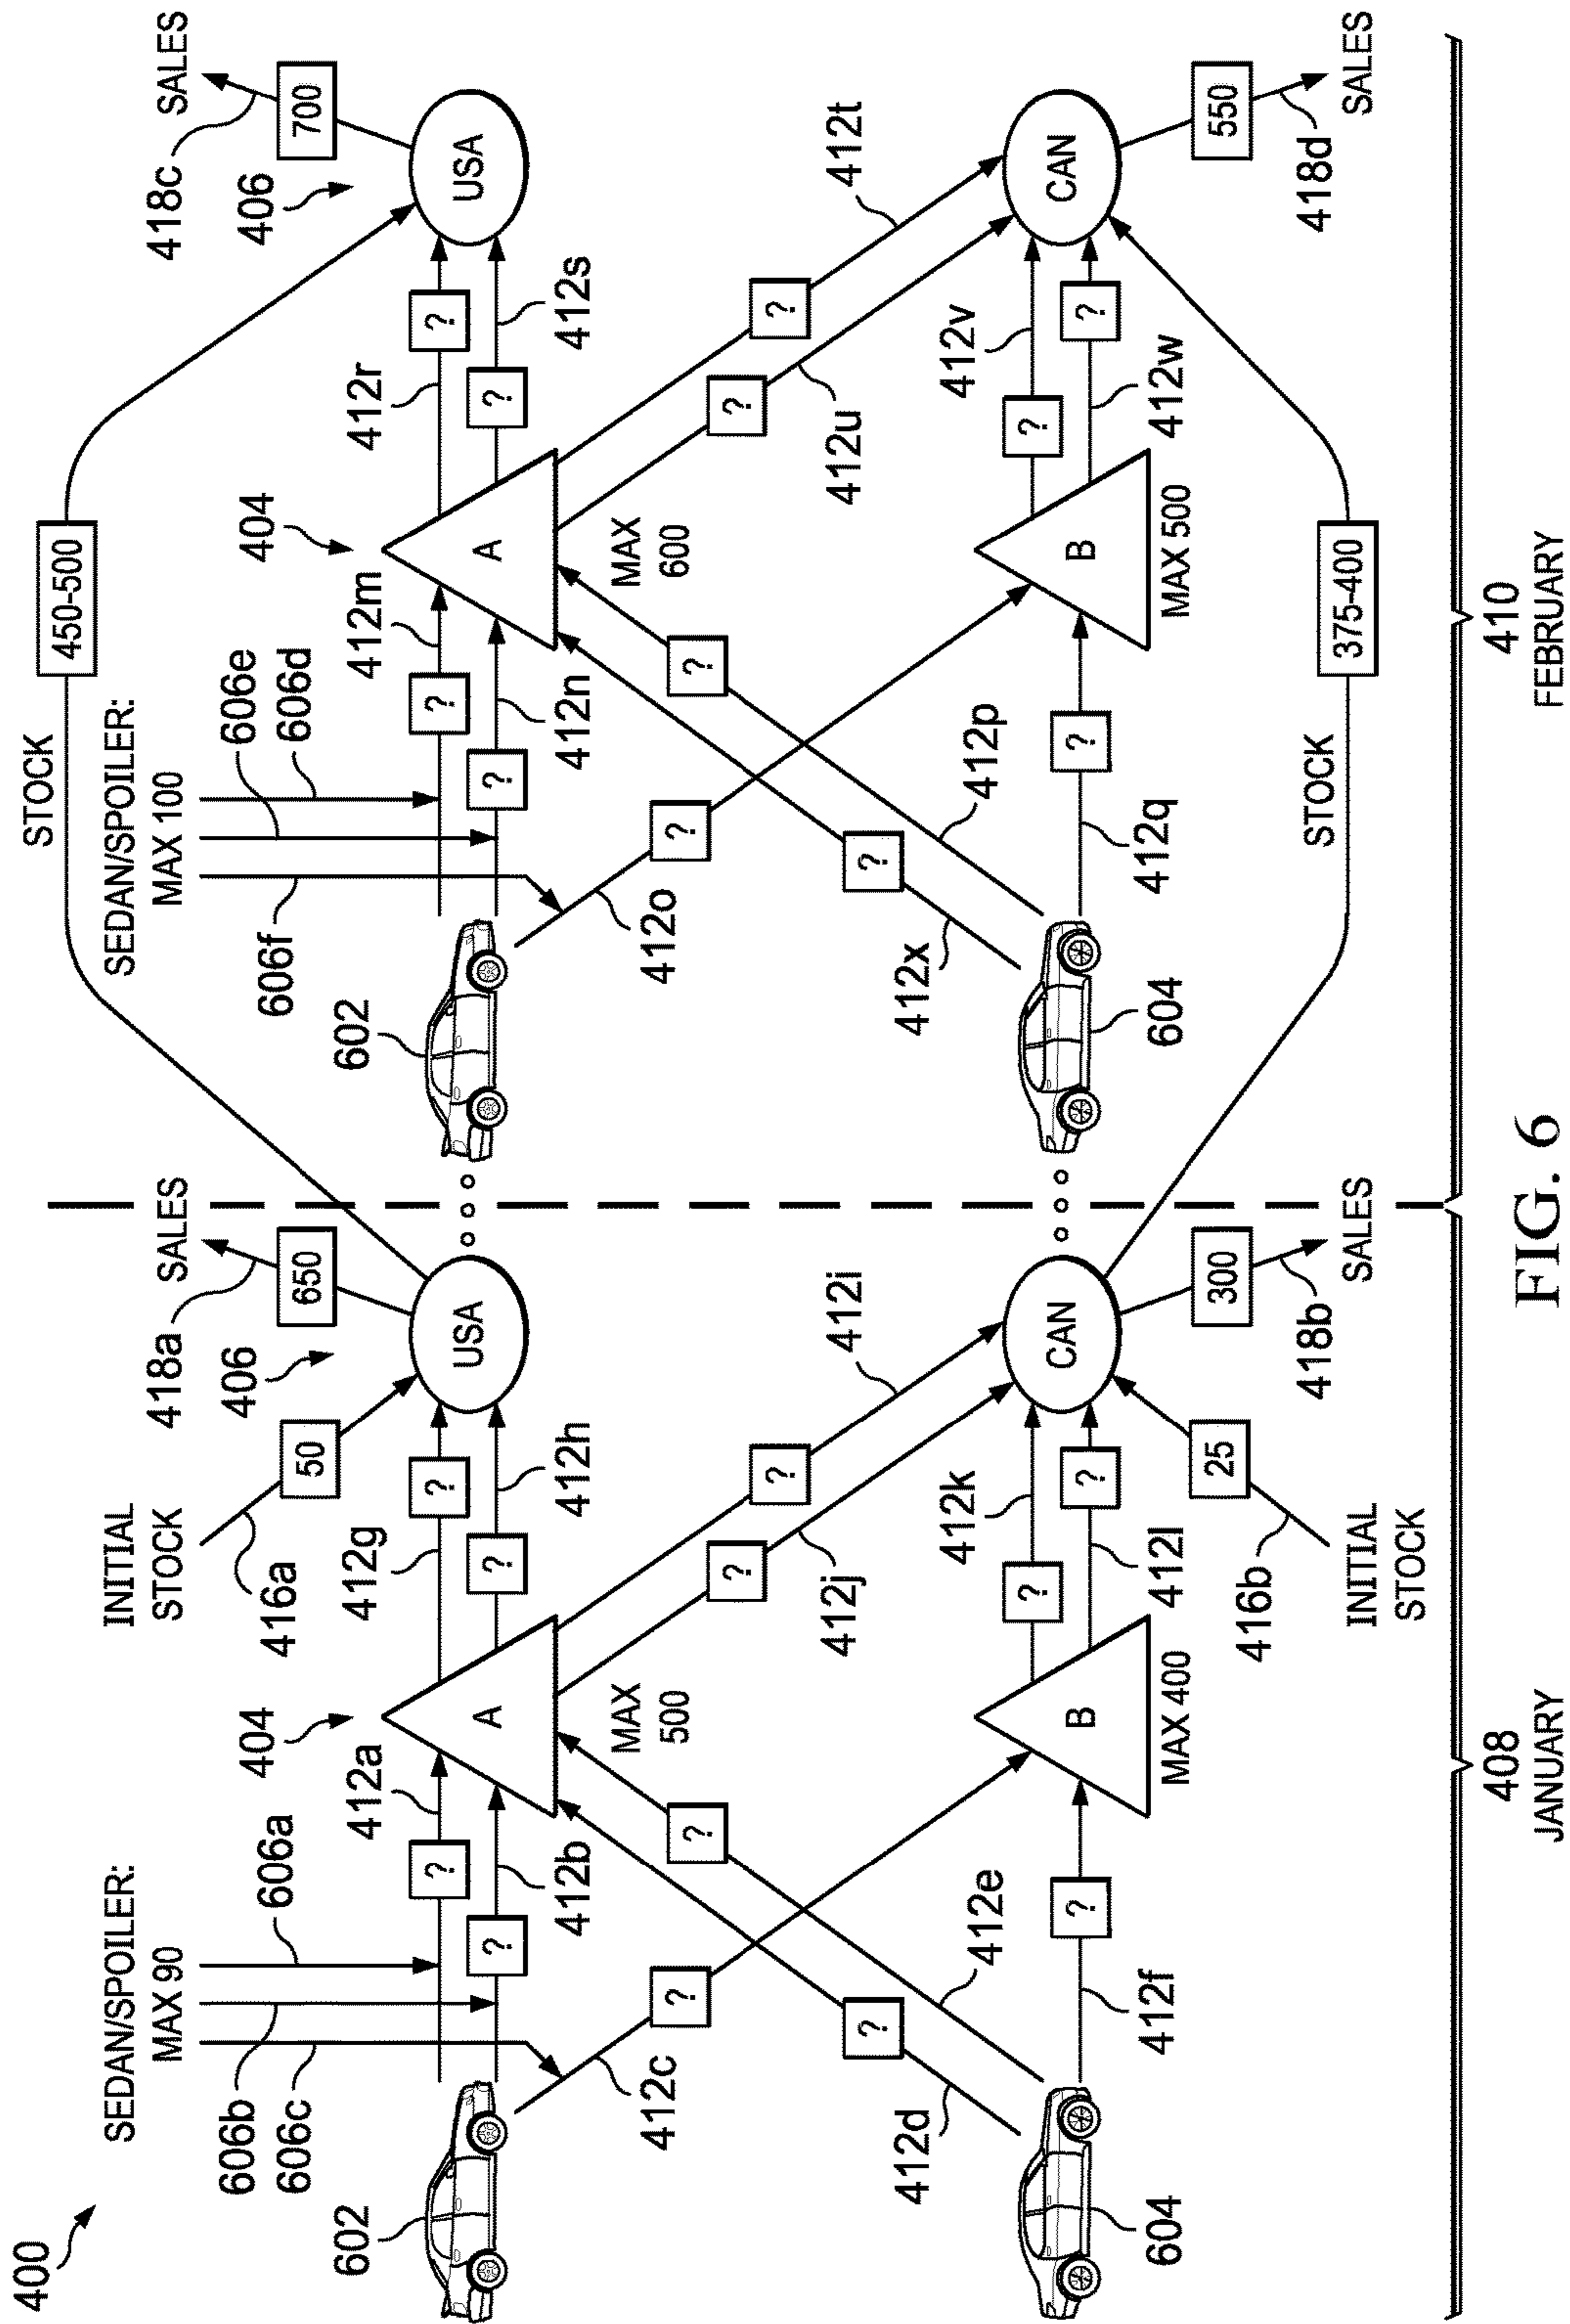 400
SEDAN/SPOILER:
MAX 90
606a
606b
606c
602
604
412a
412b
412c
412d
412e
412f
?
?
?
?
?
?
404
A
MAX
500
B
MAX 400
INITIAL
STOCK
416a
50
412g
412h
412i
412j
412k
412l
?
?
?
?
?
?
416b
25
INITIAL
STOCK
406
418a
650
SALES
USA
CAN
300
418b
SALES
408
JANUARY
STOCK
450-500
SEDAN/SPOILER:
MAX 100
606e
606d
606f
602
604
412m
412n
412o
412x
412p
412q
?
?
?
?
?
?
404
A
MAX
600
B
MAX 500
412r
412s
412t
412u
412v
412w
?
?
?
?
?
?
STOCK
375-400
406
418c
700
SALES
USA
CAN
550
418d
SALES
410
FEBRUARY
FIG. 6